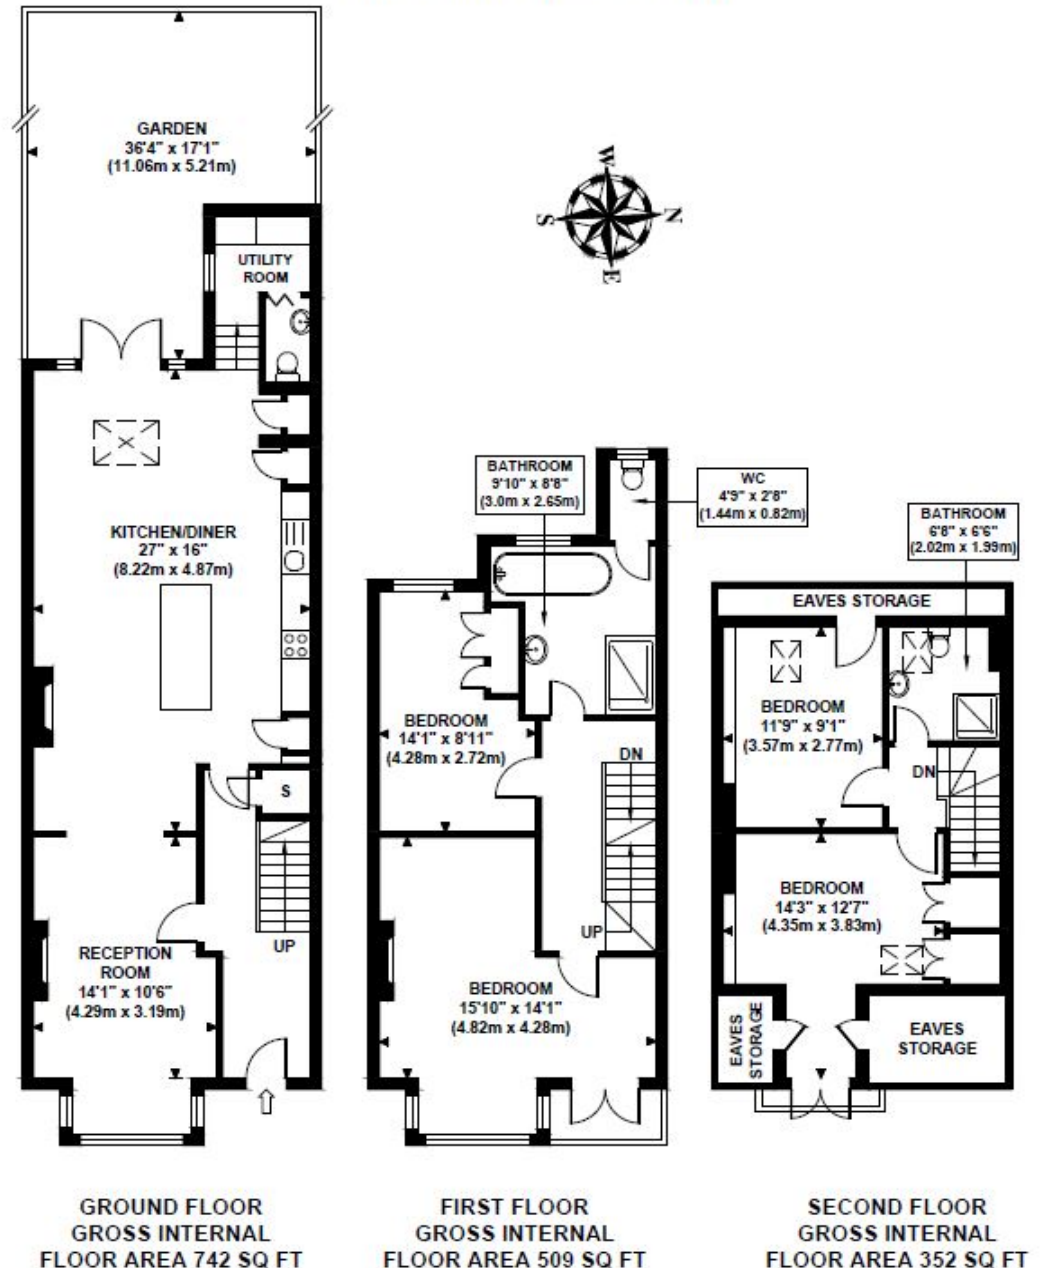 GARDEN
36'4" x 17'1"
(11.06m x 5.21m)
W
N
S
E
UTILITY
ROOM
KITCHEN/DINER
27" x 16"
(8.22m x 4.87m)
S
UP
RECEPTION
ROOM
14'1" x 10'6"
(4.29m x 3.19m)
BATHROOM
9'10" x 8'8"
(3.0m x 2.65m)
WC
4'9" x 2'8"
(1.44m x 0.82m)
BEDROOM
14'1" x 8'11"
(4.28m x 2.72m)
DN
UP
BEDROOM
15'10" x 14'1"
(4.82m x 4.28m)
BATHROOM
6'8" x 6'6"
(2.02m x 1.99m)
EAVES STORAGE
BEDROOM
11'9" x 9'1"
(3.57m x 2.77m)
DN
BEDROOM
14'3" x 12'7"
(4.35m x 3.83m)
EAVES
STORAGE
EAVES
STORAGE
GROUND FLOOR
GROSS INTERNAL
FLOOR AREA 742 SQ FT
FIRST FLOOR
GROSS INTERNAL
FLOOR AREA 509 SQ FT
SECOND FLOOR
GROSS INTERNAL
FLOOR AREA 352 SQ FT